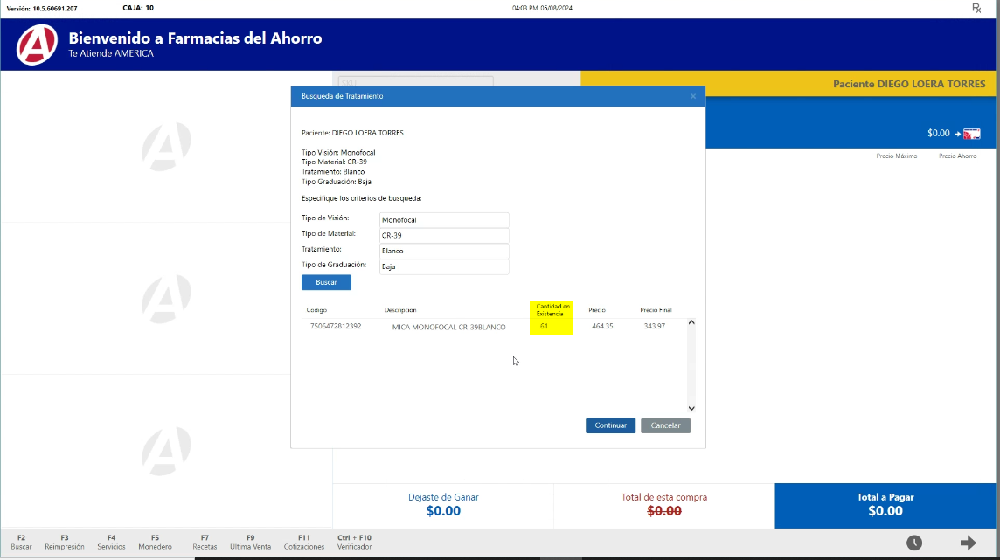 Versión: 10.5.60691.207
CAJA: 10
04:03 PM 06/08/2024
Bienvenido a Farmacias del Ahorro
Te Atiende AMERICA
SKU
Paciente DIEGO LOERA TORRES
$0.00
Precio Máximo
Precio Ahorro
Busqueda de Tratamiento
Paciente: DIEGO LOERA TORRES
Tipo Visión: Monofocal
Tipo Material: CR-39
Tratamiento: Blanco
Tipo Graduación: Baja
Especifique los criterios de busqueda:
Tipo de Visión: Monofocal
Tipo de Material: CR-39
Tratamiento: Blanco
Tipo de Graduación: Baja
Buscar
Codigo Descripcion Cantidad en Existencia Precio Precio Final
7506472812392 MICA MONOFOCAL CR-39BLANCO 61 464.35 343.97
Continuar Cancelar
Dejaste de Ganar
$0.00
Total de esta compra
$0.00
Total a Pagar
$0.00
F2 Buscar
F3 Reimpresión
F4 Servicios
F5 Monedero
F7 Recetas
F9 Última Venta
F11 Cotizaciones
Ctrl + F10 Verificador